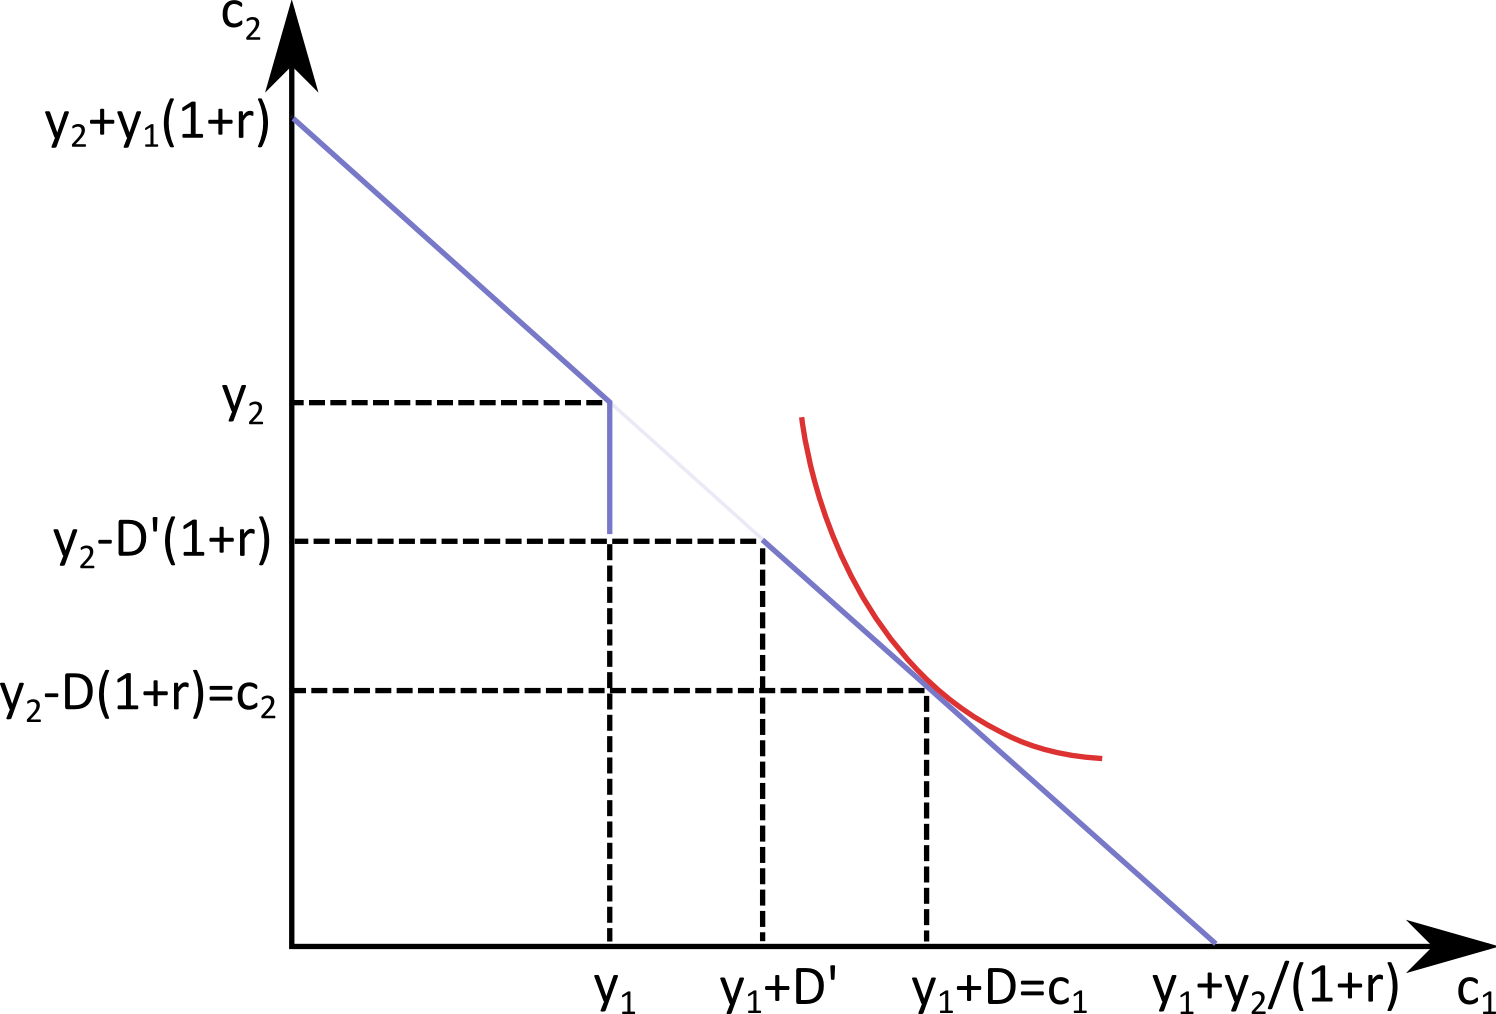 c₂
y₂+y₁(1+r)
y₂
y₂-D'(1+r)
y₂-D(1+r)=c₂
y₁
y₁+D'
y₁+D=c₁
y₁+y₂/(1+r)
c₁